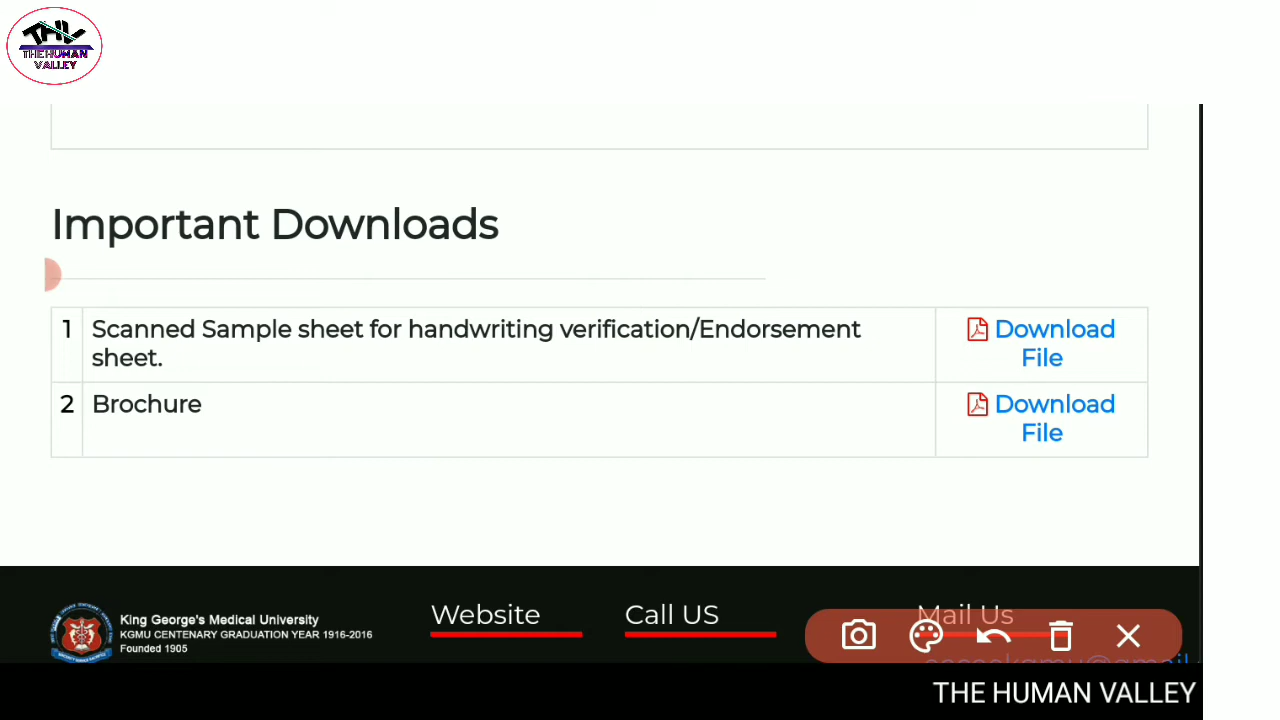 THV
THE HUMAN
VALLEY
Important Downloads
1 Scanned Sample sheet for handwriting verification/Endorsement Download
sheet. File
2 Brochure Download
File
King George's Medical University
KGMU CENTENARY GRADUATION YEAR 1916-2016
Founded 1905
Website Call US Mail Us
THE HUMAN VALLEY